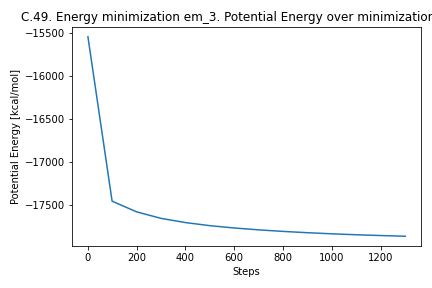 C.49. Energy minimization em_3. Potential Energy over minimization
−15500
−16000
−16500
−17000
−17500
Potential Energy [kcal/mol]
0 200 400 600 800 1000 1200
Steps